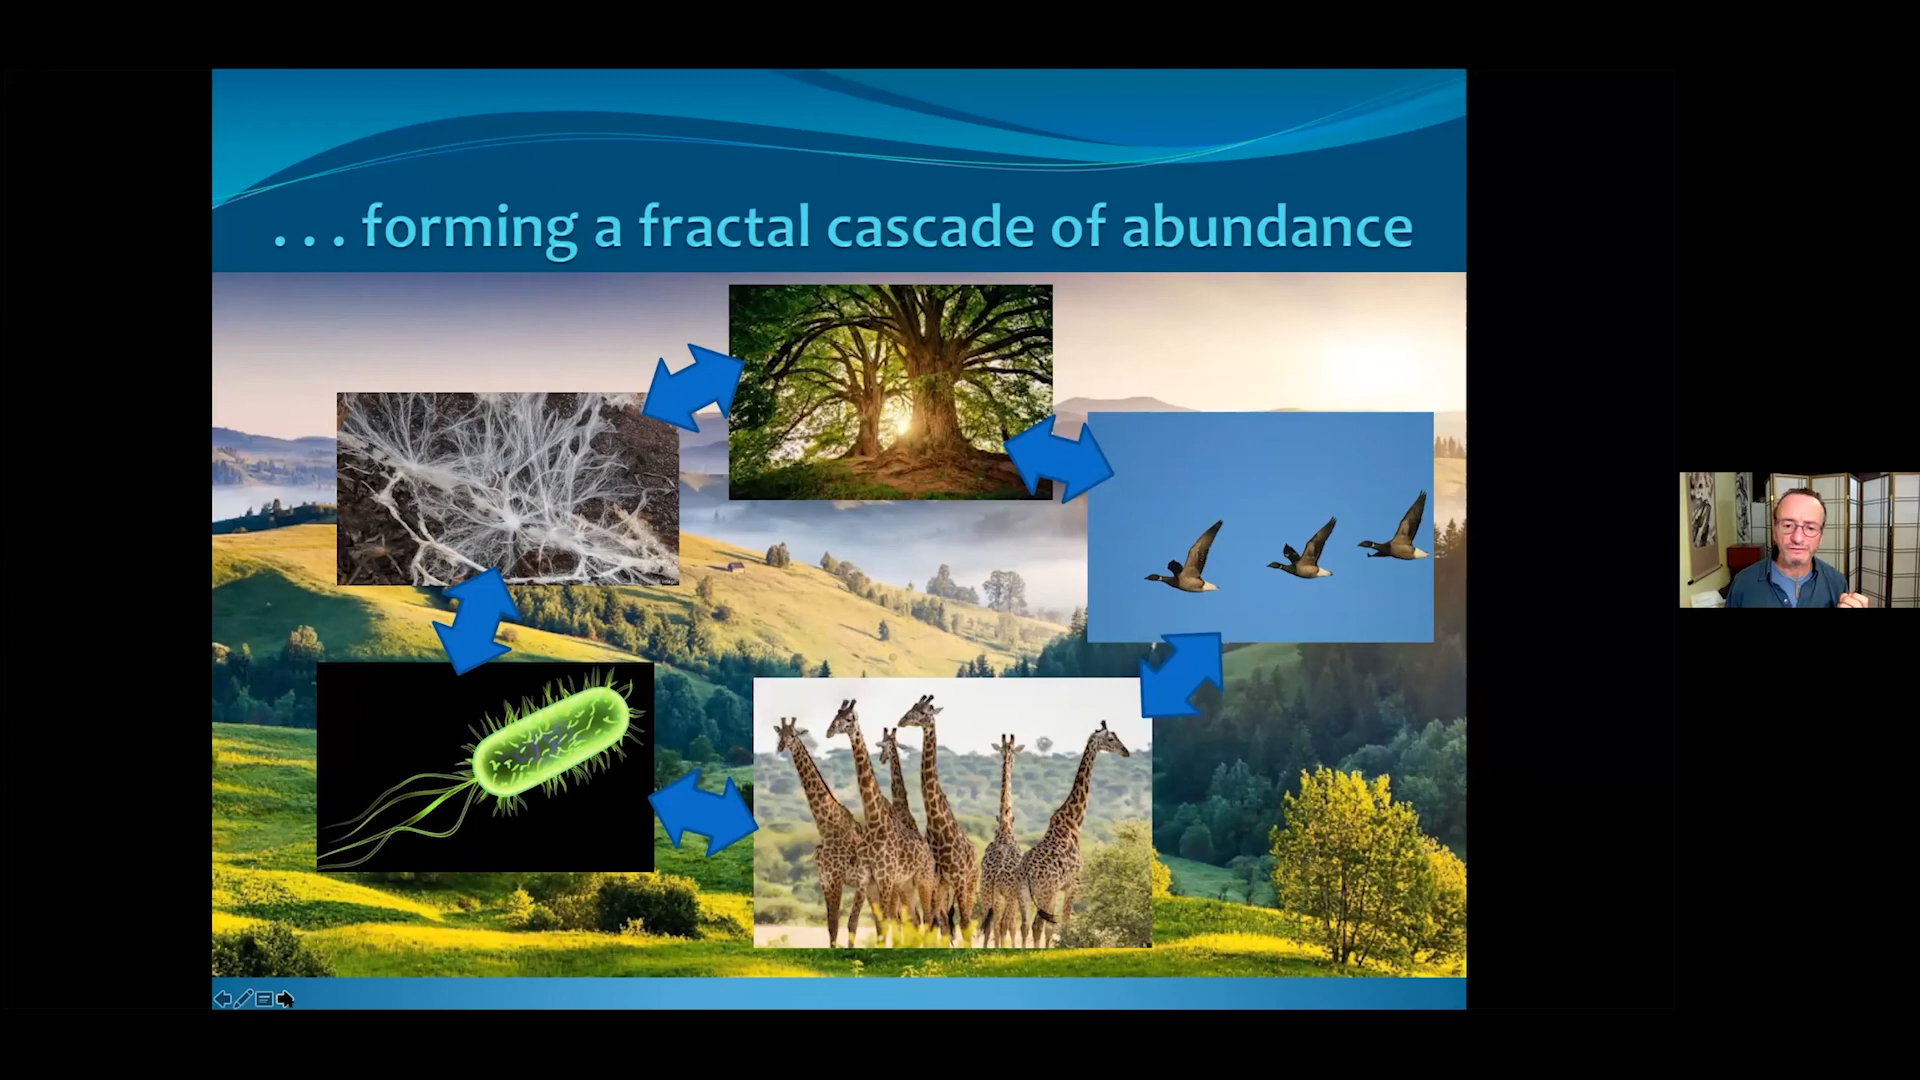 . . . forming a fractal cascade of abundance